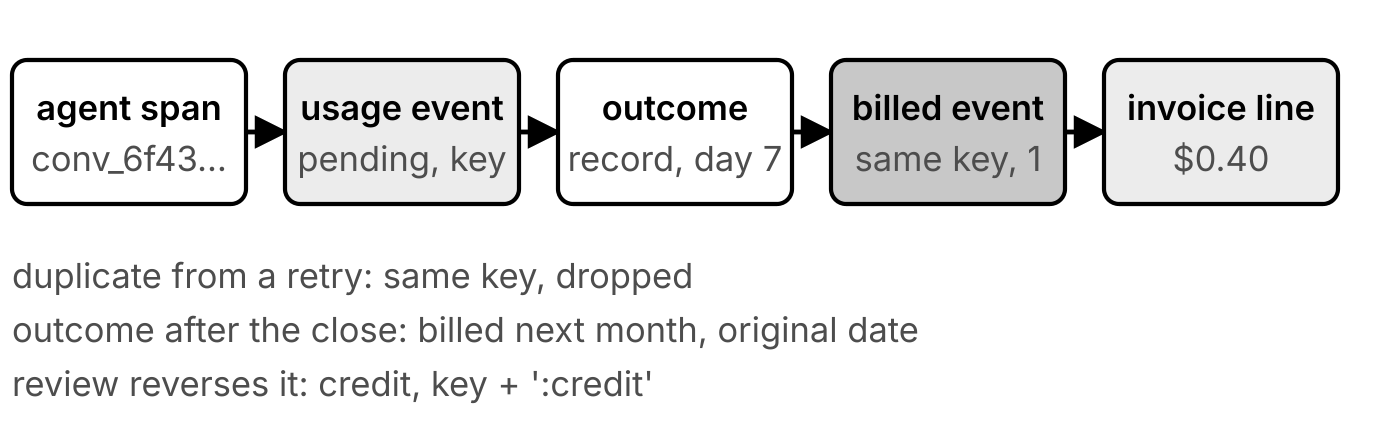 agent span
conv_6f43...
usage event
pending, key
outcome
record, day 7
billed event
same key, 1
invoice line
$0.40
duplicate from a retry: same key, dropped
outcome after the close: billed next month, original date
review reverses it: credit, key + ':credit'